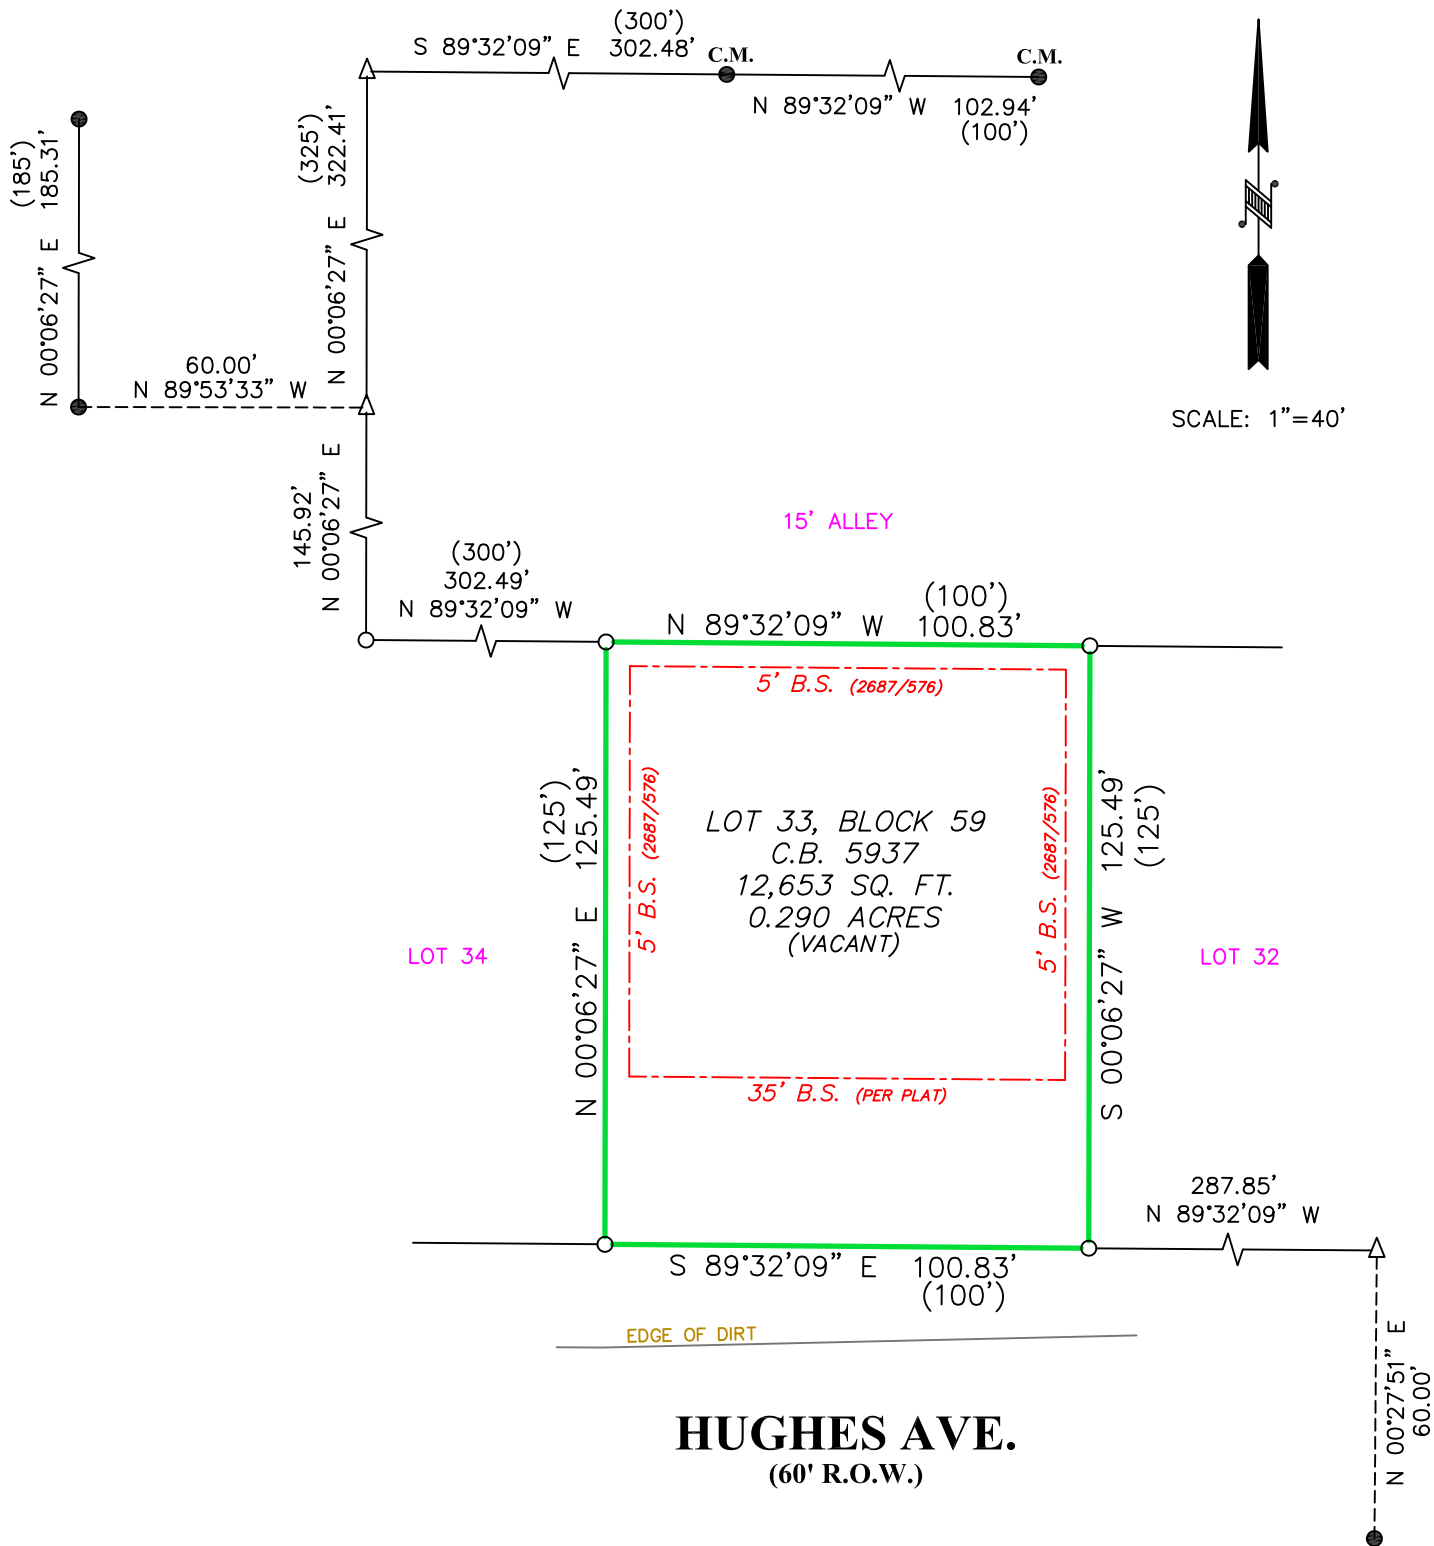 (300')
S 89°32'09" E 302.48'
C.M.
C.M.
N 89°32'09" W 102.94'
(100')
(185')
185.31'
N 00°06'27" E
(325')
322.41'
N 00°06'27" E
60.00'
N 89°53'33" W
SCALE: 1"=40'
145.92'
N 00°06'27" E
15' ALLEY
(300')
302.49'
N 89°32'09" W
(100')
N 89°32'09" W 100.83'
5' B.S. (2687/576)
(125')
N 00°06'27" E 125.49'
5' B.S. (2687/576)
LOT 33, BLOCK 59
C.B. 5937
12,653 SQ. FT.
0.290 ACRES
(VACANT)
5' B.S. (2687/576)
S 00°06'27" W 125.49'
(125')
LOT 34
LOT 32
35' B.S. (PER PLAT)
287.85'
N 89°32'09" W
S 89°32'09" E 100.83'
(100')
EDGE OF DIRT
N 00°27'51" E
60.00'
HUGHES AVE.
(60' R.O.W.)